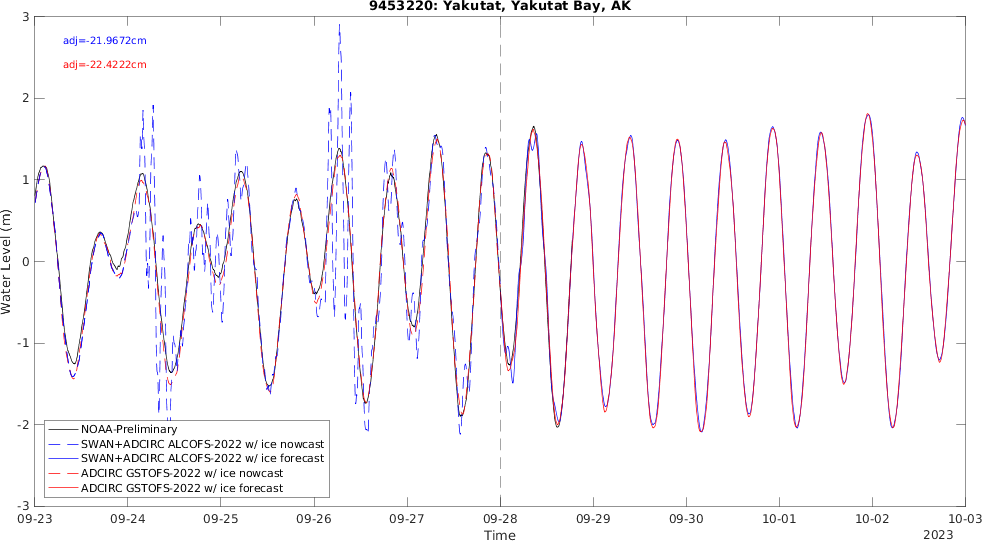 9453220: Yakutat, Yakutat Bay, AK
adj=-21.9672cm
adj=-22.4222cm
Water Level (m)
3
2
1
0
-1
-2
-3
NOAA-Preliminary
SWAN+ADCIRC ALCOFS-2022 w/ ice nowcast
SWAN+ADCIRC ALCOFS-2022 w/ ice forecast
ADCIRC GSTOFS-2022 w/ ice nowcast
ADCIRC GSTOFS-2022 w/ ice forecast
09-23 09-24 09-25 09-26 09-27 09-28 09-29 09-30 10-01 10-02 10-03
Time
2023